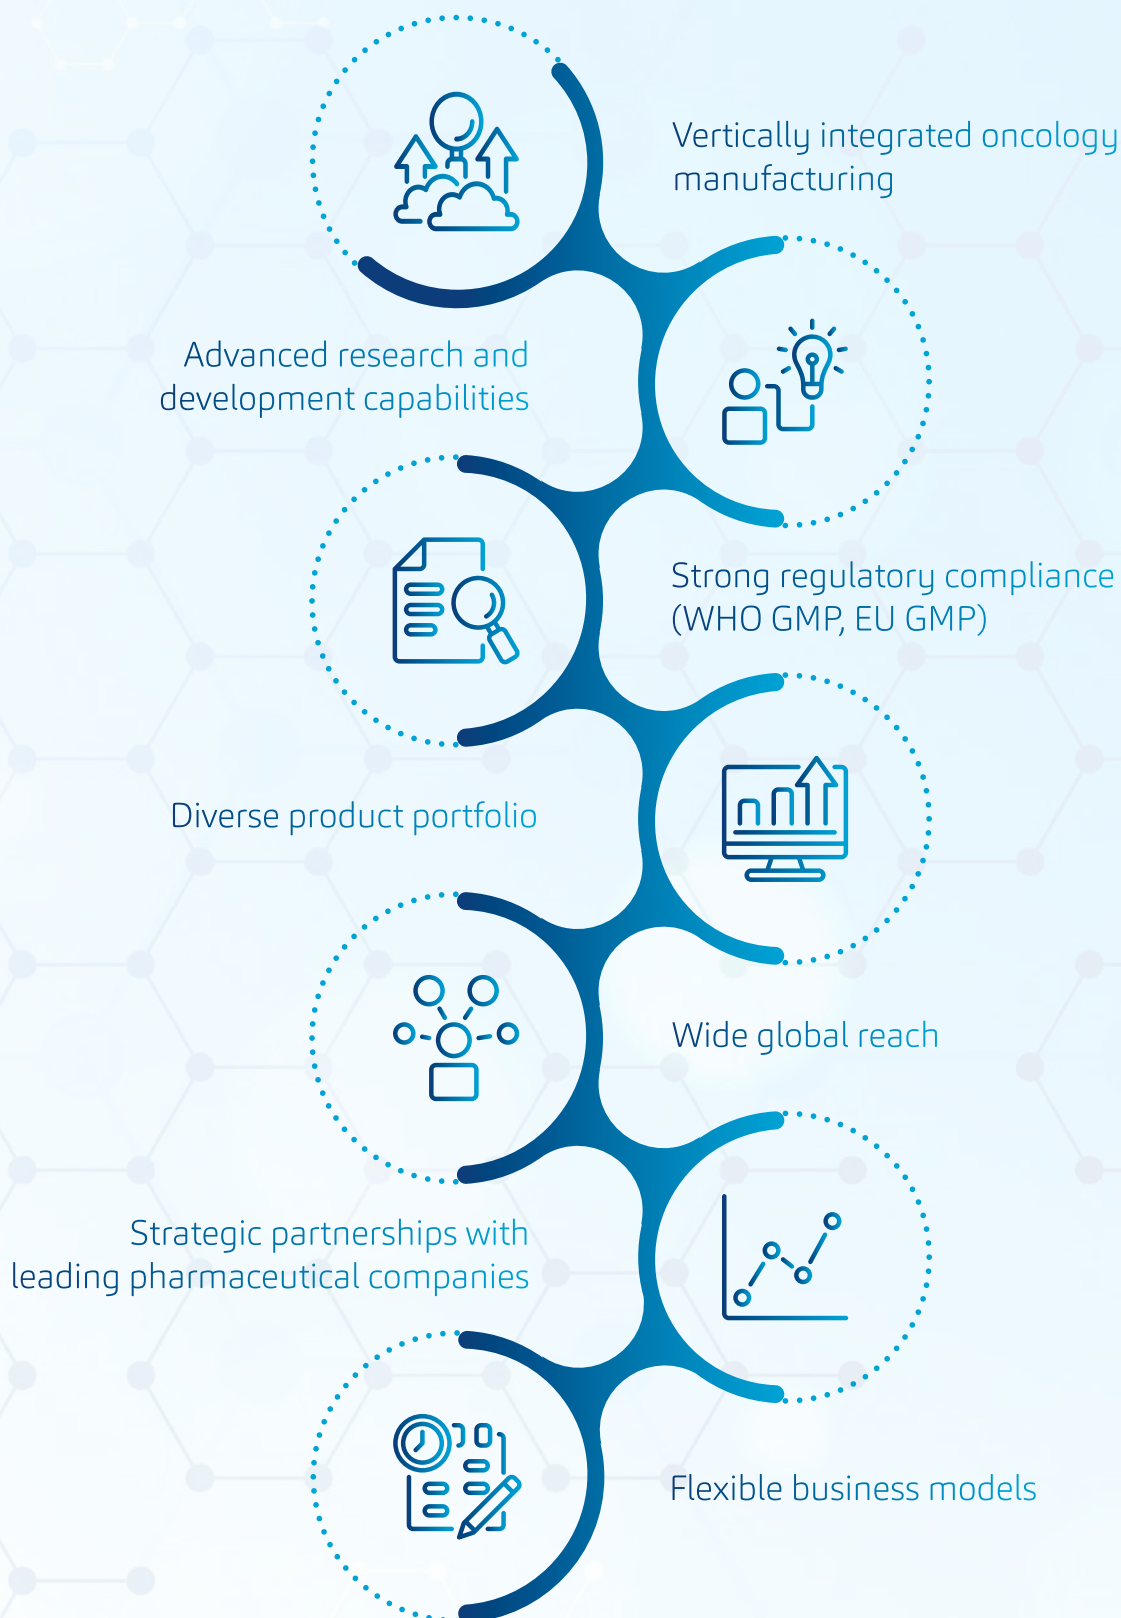 Vertically integrated oncology
manufacturing
Advanced research and
development capabilities
Strong regulatory compliance
(WHO GMP, EU GMP)
Diverse product portfolio
Wide global reach
Strategic partnerships with
leading pharmaceutical companies
Flexible business models